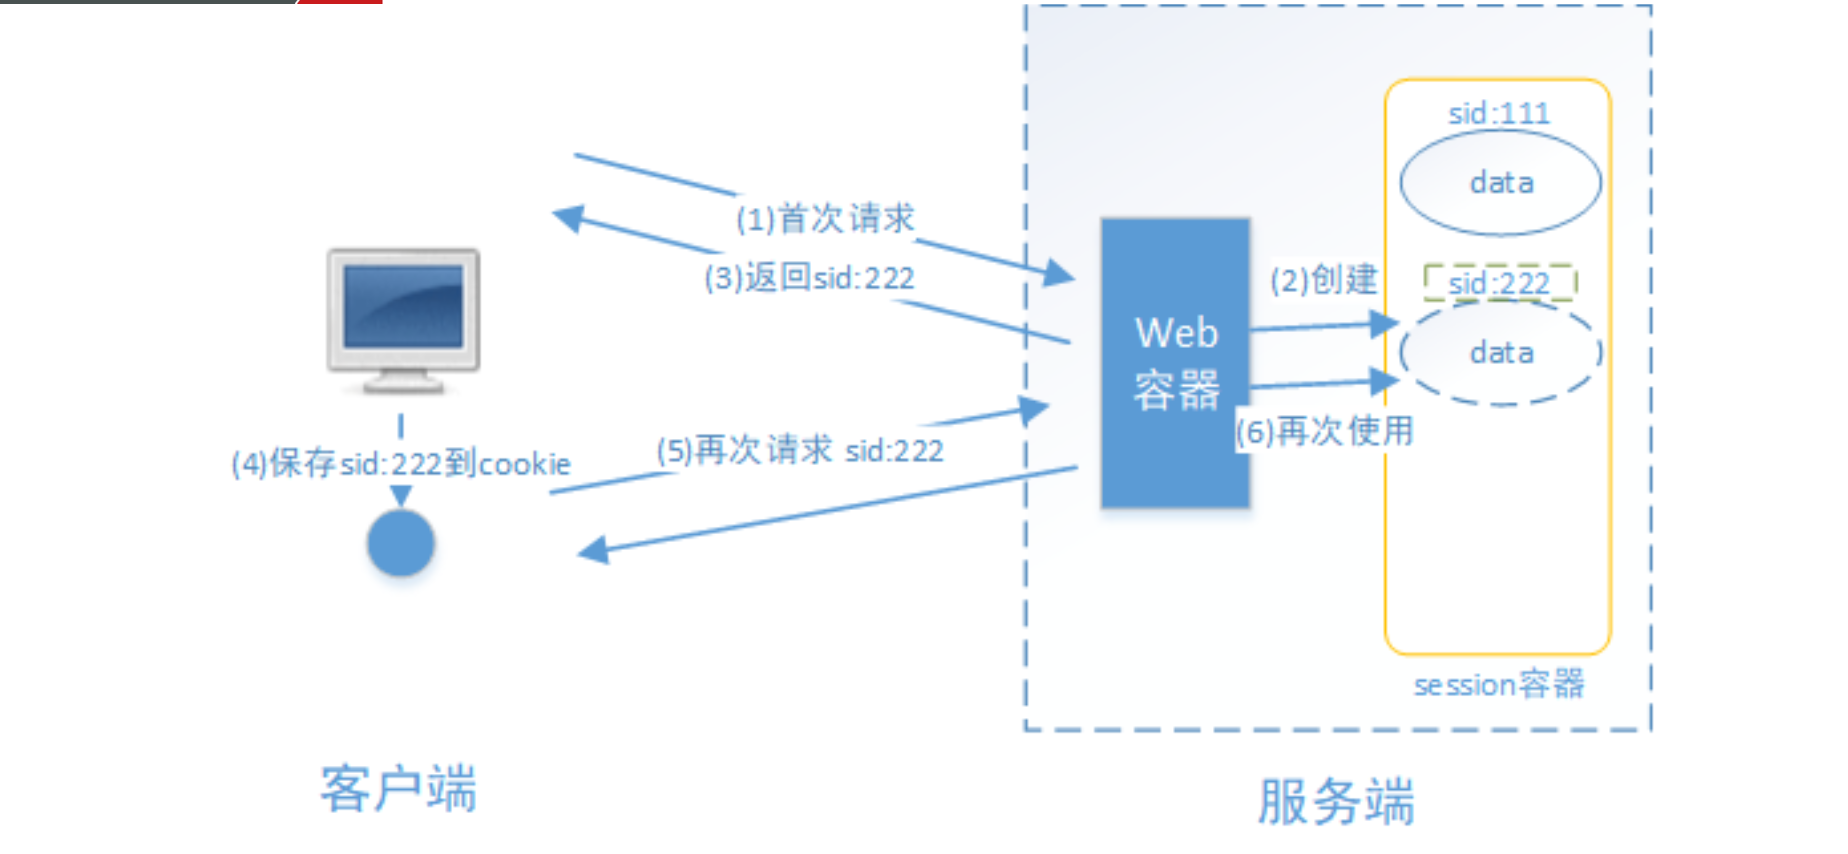 sid:111
data
(1)首次请求
(3)返回sid:222
(2)创建
sid:222
Web
容器
data
(4)保存sid:222到cookie
(5)再次请求 sid:222
(6)再次使用
session容器
客户端
服务端